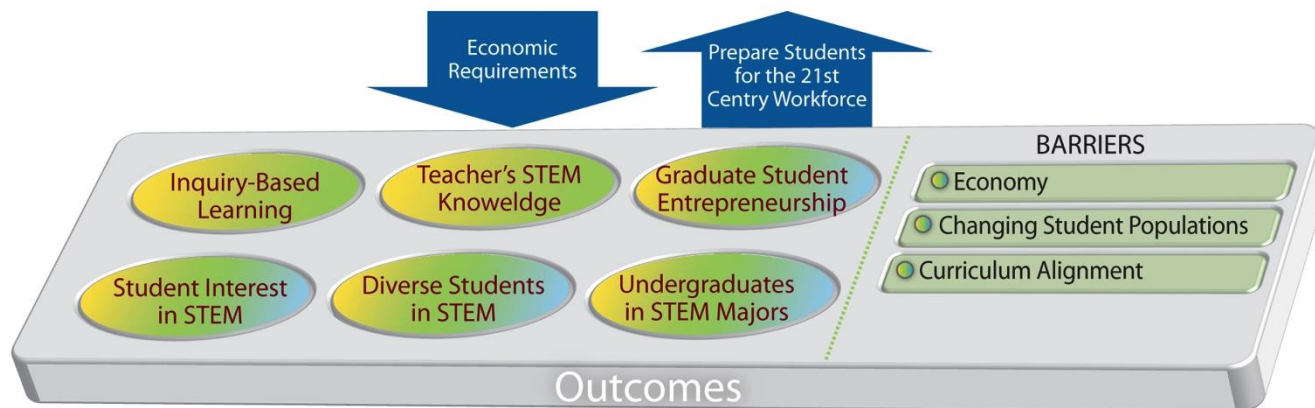 Economic
Requirements
Prepare Students
for the 21st
Centry Workforce
Inquiry-Based
Learning
Teacher's STEM
Knoweldge
Graduate Student
Entrepreneurship
Student Interest
in STEM
Diverse Students
in STEM
Undergraduates
in STEM Majors
BARRIERS
Economy
Changing Student Populations
Curriculum Alignment
Outcomes